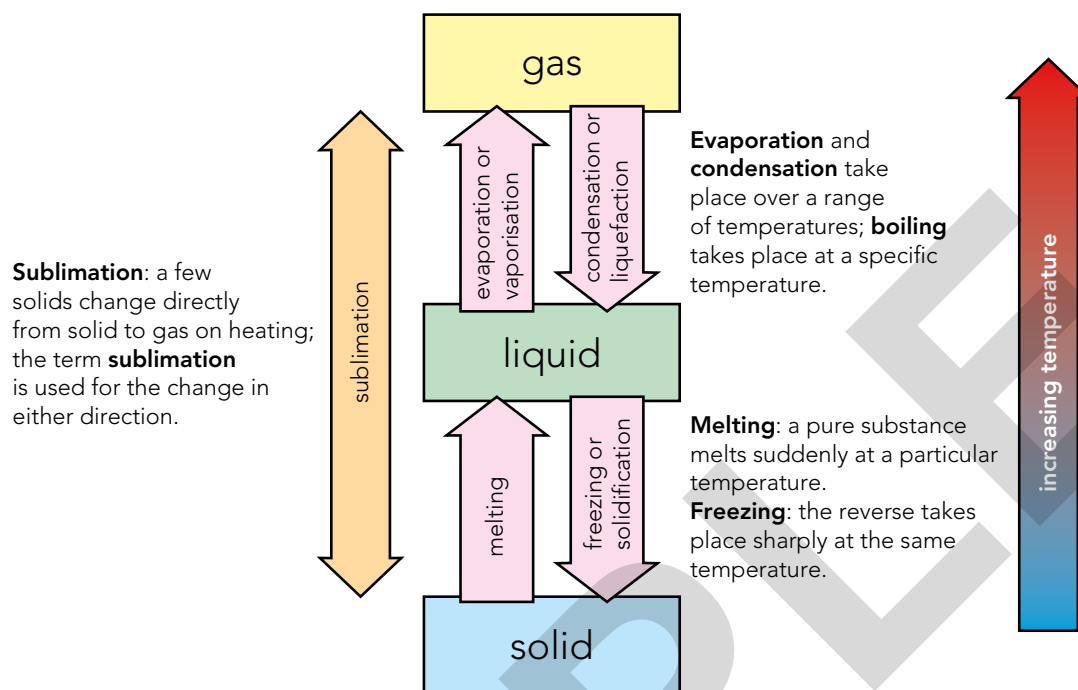 gas
evaporation or
vaporisation
condensation or
liquefaction
Evaporation and
condensation take
place over a range
of temperatures; boiling
takes place at a specific
temperature.
increasing temperature
Sublimation: a few
solids change directly
from solid to gas on heating;
the term sublimation
is used for the change in
either direction.
sublimation
liquid
melting
freezing or
solidification
Melting: a pure substance
melts suddenly at a particular
temperature.
Freezing: the reverse takes
place sharply at the same
temperature.
solid
PLE